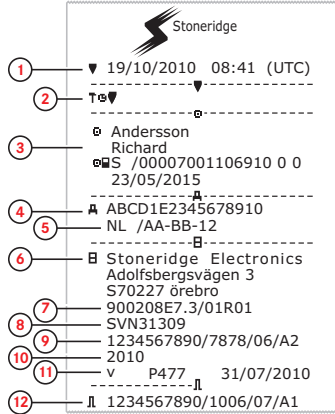 Stoneridge
1 ▼ 19/10/2010 08:41 (UTC)
2
3 Andersson
Richard
S /00007001106910 0 0
23/05/2015
4 A ABCD1E2345678910
5 NL /AA-BB-12
6 Stoneridge Electronics
Adolfsbergsvägen 3
S70227 örebro
7 900208E7.3/01R01
8 SVN31309
9 1234567890/7878/06/A2
10 2010
11 v P477 31/07/2010
12 1234567890/1006/07/A1